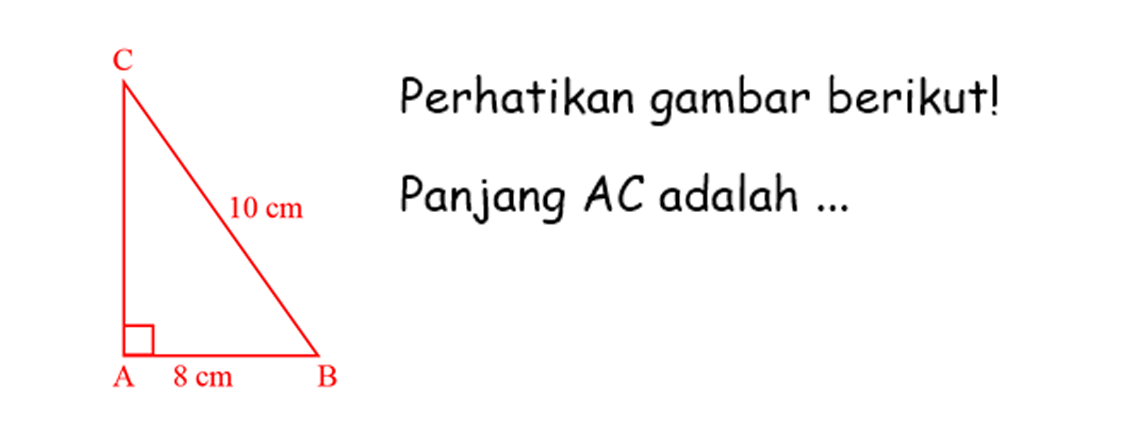 C
Perhatikan gambar berikut!
Panjang AC adalah ...
10 cm
A 8 cm B